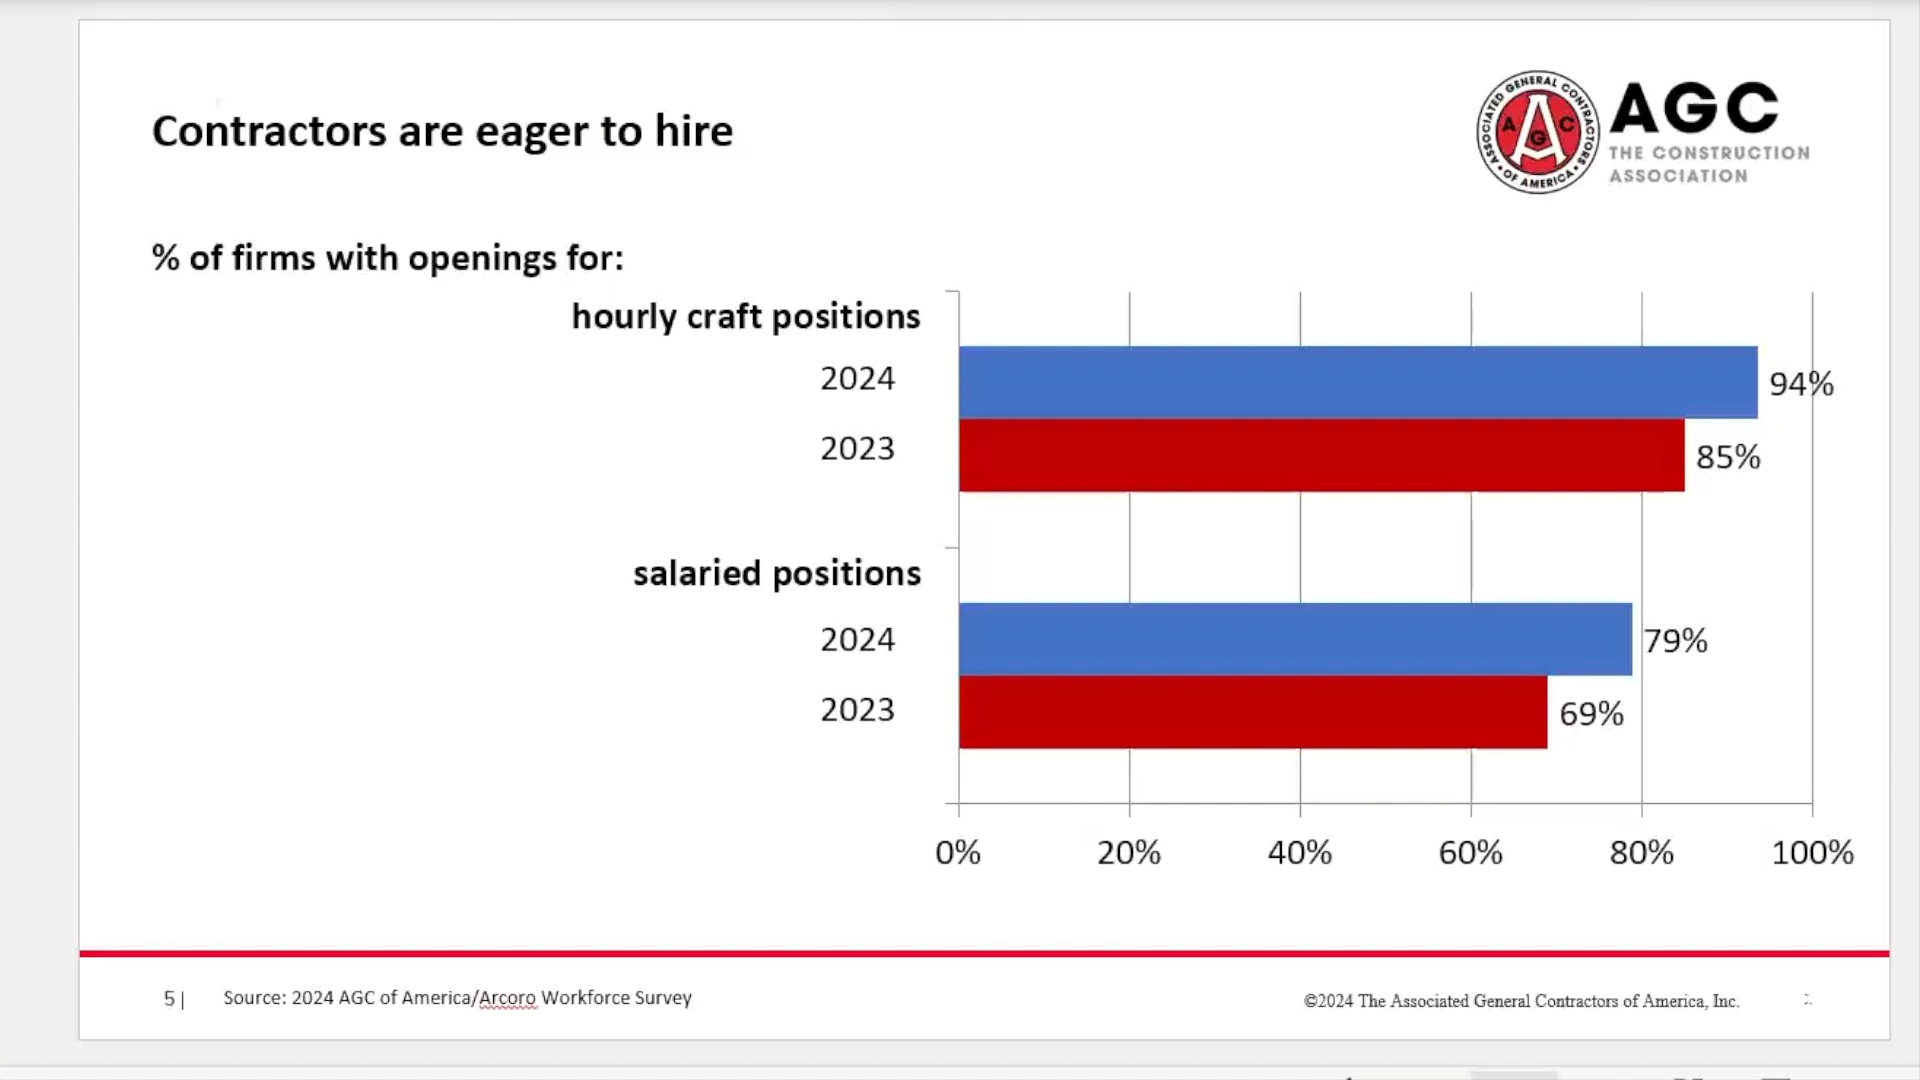 Contractors are eager to hire
ASSOCIATED GENERAL CONTRACTORS
OF AMERICA
A G C
AGC
THE CONSTRUCTION
ASSOCIATION
% of firms with openings for:
hourly craft positions
2024
94%
2023
85%
salaried positions
2024
79%
2023
69%
0% 20% 40% 60% 80% 100%
5 | Source: 2024 AGC of America/Arcoro Workforce Survey
©2024 The Associated General Contractors of America, Inc.